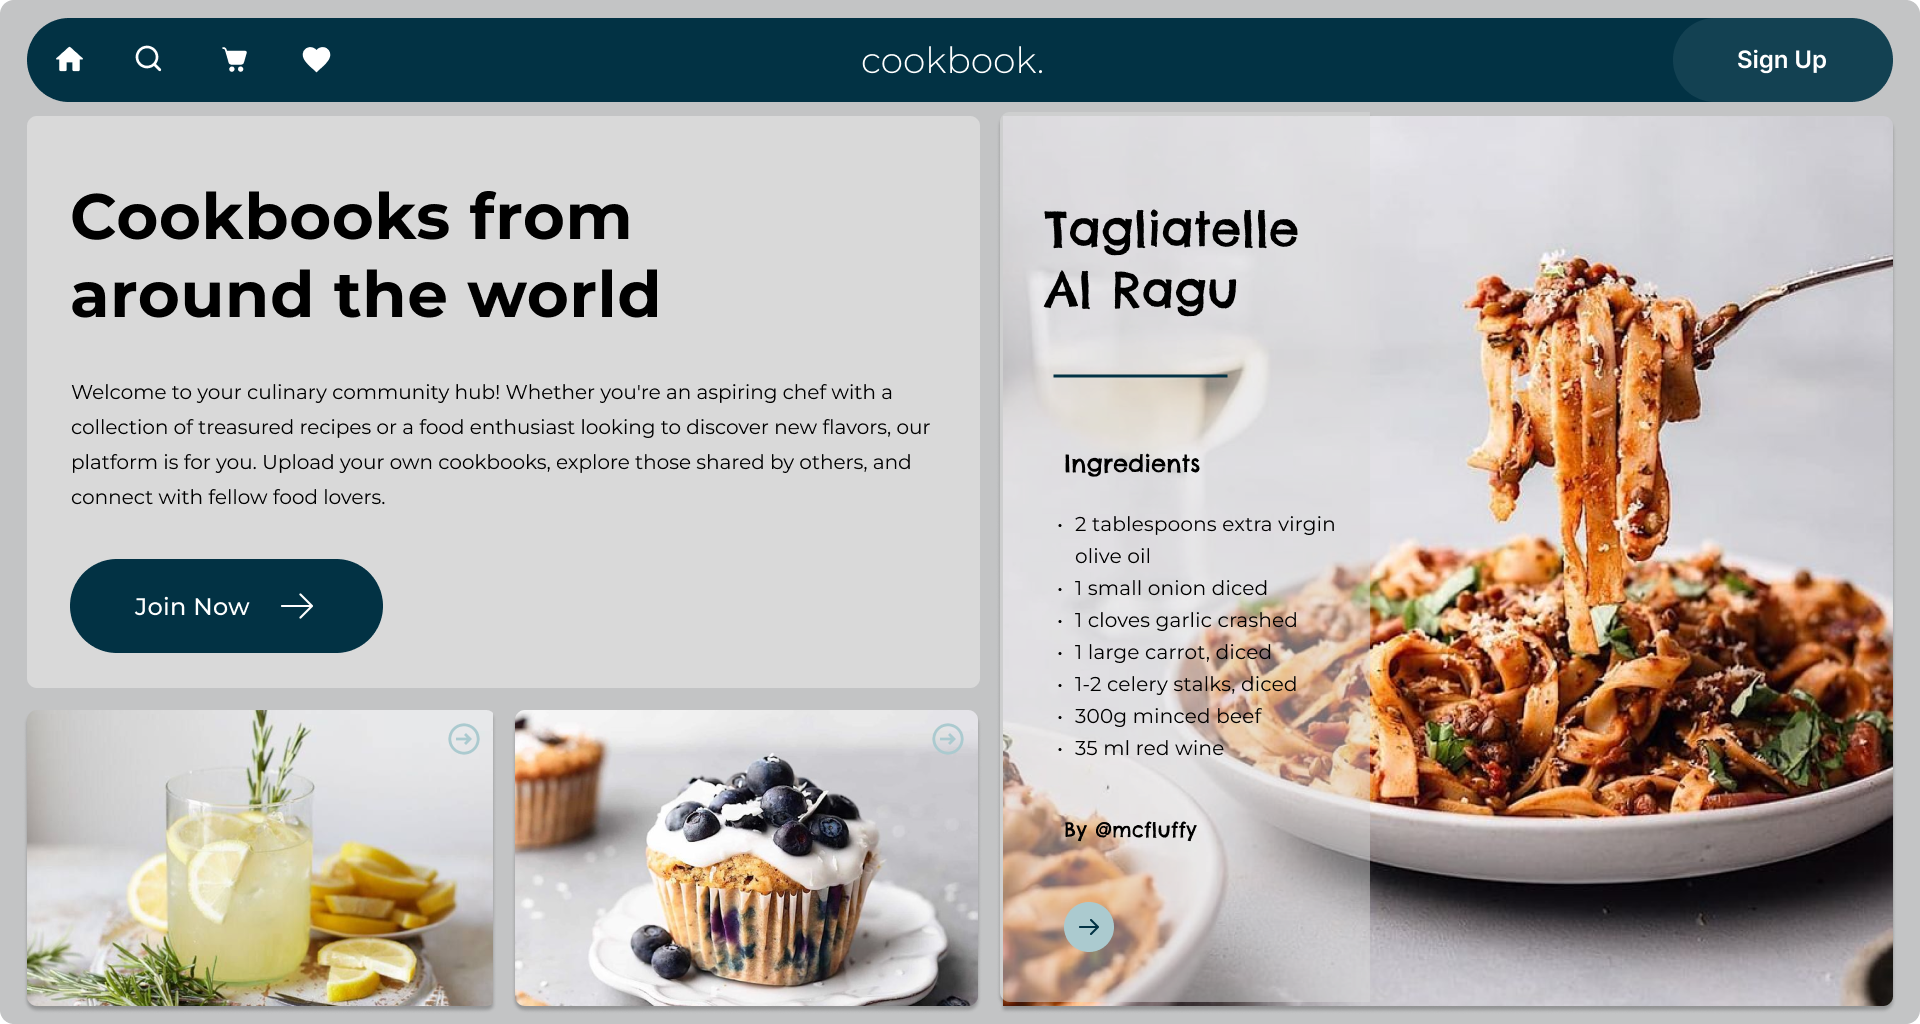 cookbook.
Sign Up
Cookbooks from
around the world
Welcome to your culinary community hub! Whether you're an aspiring chef with a
collection of treasured recipes or a food enthusiast looking to discover new flavors, our
platform is for you. Upload your own cookbooks, explore those shared by others, and
connect with fellow food lovers.
Join Now
Tagliatelle
Al Ragu
Ingredients
• 2 tablespoons extra virgin
olive oil
• 1 small onion diced
• 1 cloves garlic crashed
• 1 large carrot, diced
• 1-2 celery stalks, diced
• 300g minced beef
• 35 ml red wine
By @mcfluffy